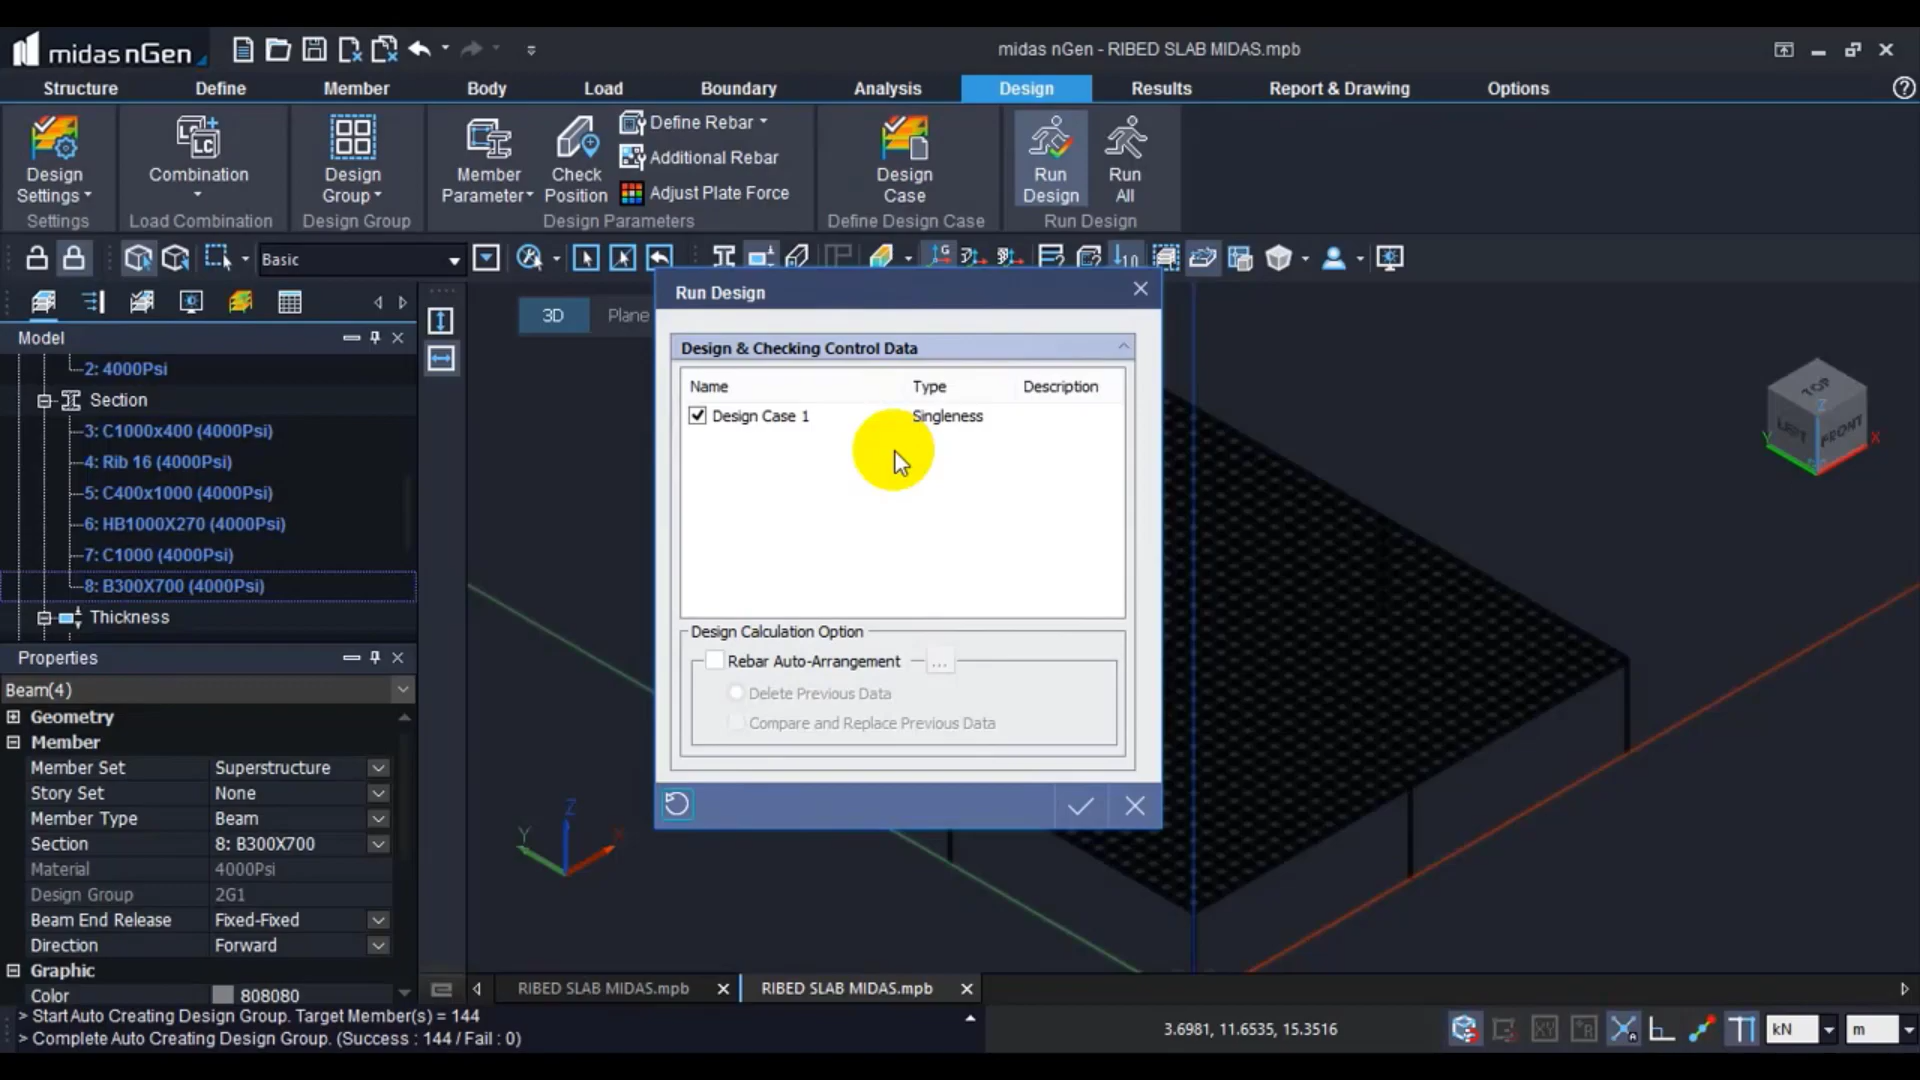 midas nGen
midas nGen - RIBED SLAB MIDAS.mpb
Structure Define Member Body Load Boundary Analysis Design Results Report & Drawing Options
Design Settings
Combination
Design Group
Member Parameter
Check Position
Define Rebar
Additional Rebar
Adjust Plate Force
Design Case
Run Design
Run All
Settings Load Combination Design Group Design Parameters Define Design Case Run Design
Basic
Model
2: 4000Psi
Section
3: C1000x400 (4000Psi)
4: Rib 16 (4000Psi)
5: C400x1000 (4000Psi)
6: HB1000X270 (4000Psi)
7: C1000 (4000Psi)
8: B300X700 (4000Psi)
Thickness
Properties
Beam(4)
Geometry
Member
Member Set Superstructure
Story Set None
Member Type Beam
Section 8: B300X700
Material 4000Psi
Design Group 2G1
Beam End Release Fixed-Fixed
Direction Forward
Graphic
Color 808080
3D Plane
Run Design
Design & Checking Control Data
Name Type Description
Design Case 1 Singleness
Design Calculation Option
Rebar Auto-Arrangement ...
Delete Previous Data
Compare and Replace Previous Data
TOP
LEFT
FRONT
Z
Y
X
Z
Y
X
RIBED SLAB MIDAS.mpb RIBED SLAB MIDAS.mpb
> Start Auto Creating Design Group. Target Member(s) = 144
> Complete Auto Creating Design Group. (Success : 144 / Fail : 0)
3.6981, 11.6535, 15.3516
kN
m